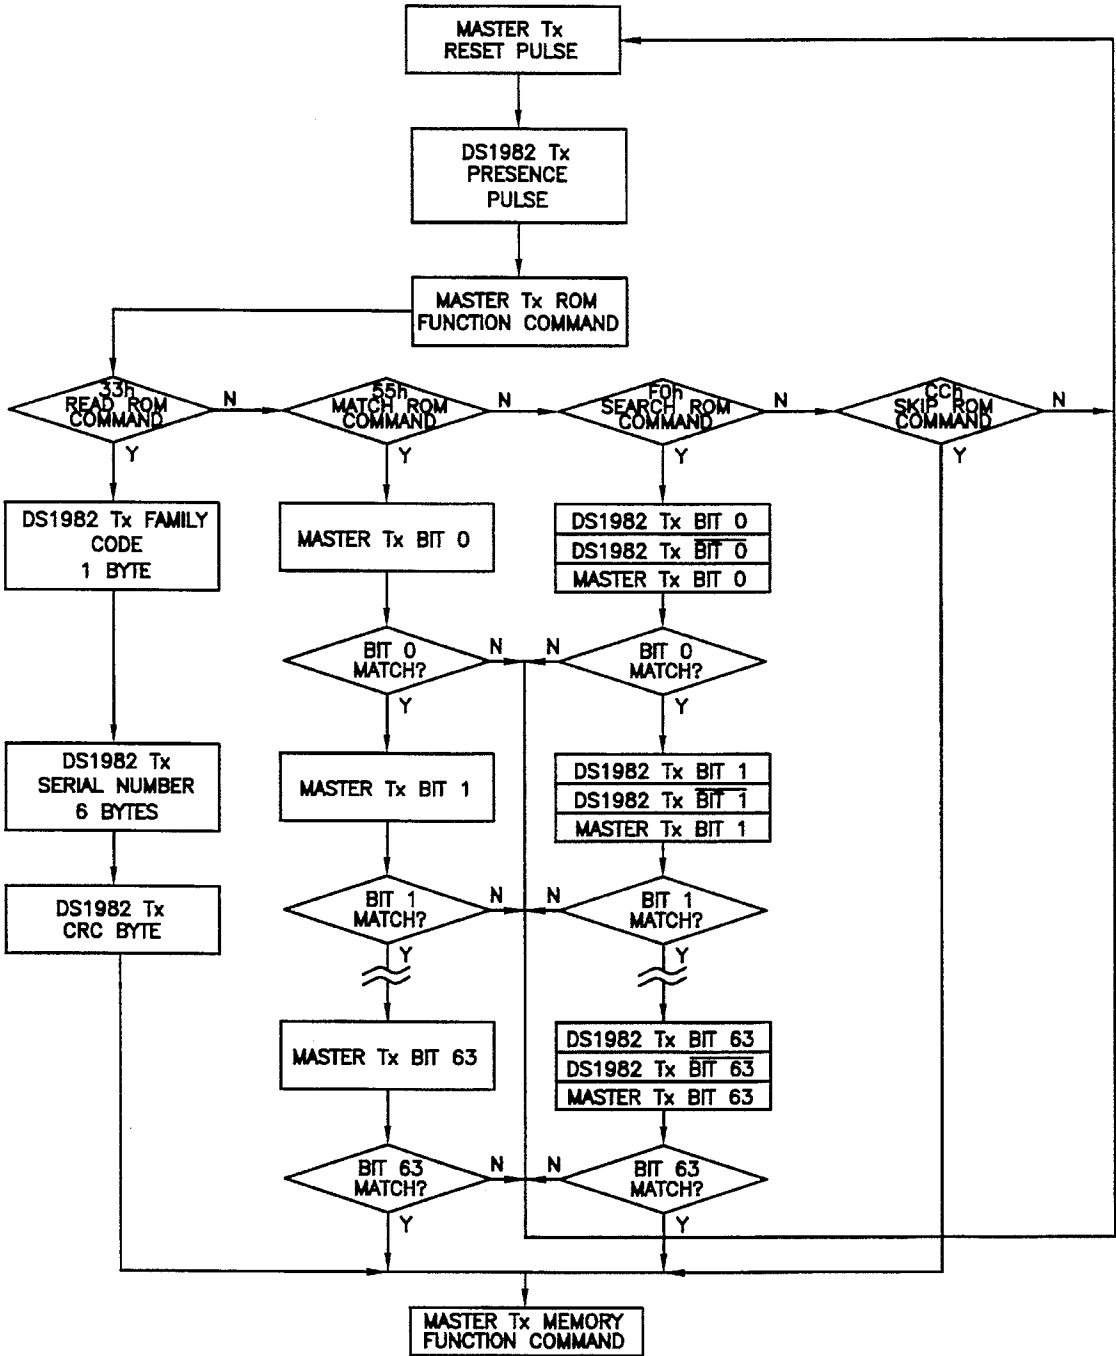 MASTER Tx
RESET PULSE
DS1982 Tx
PRESENCE
PULSE
MASTER Tx ROM
FUNCTION COMMAND
33h
READ ROM
COMMAND
N
Y
55h
MATCH ROM
COMMAND
N
Y
F0h
SEARCH ROM
COMMAND
N
Y
CCh
SKIP ROM
COMMAND
N
Y
DS1982 Tx FAMILY
CODE
1 BYTE
DS1982 Tx
SERIAL NUMBER
6 BYTES
DS1982 Tx
CRC BYTE
MASTER Tx BIT 0
BIT 0
MATCH?
N
Y
MASTER Tx BIT 1
BIT 1
MATCH?
N
Y
MASTER Tx BIT 63
BIT 63
MATCH?
N
Y
DS1982 Tx BIT 0
DS1982 Tx B̅I̅T̅ ̅0̅
MASTER Tx BIT 0
BIT 0
MATCH?
N
Y
DS1982 Tx BIT 1
DS1982 Tx B̅I̅T̅ ̅1̅
MASTER Tx BIT 1
BIT 1
MATCH?
N
Y
DS1982 Tx BIT 63
DS1982 Tx B̅I̅T̅ ̅6̅3̅
MASTER Tx BIT 63
BIT 63
MATCH?
N
Y
MASTER Tx MEMORY
FUNCTION COMMAND